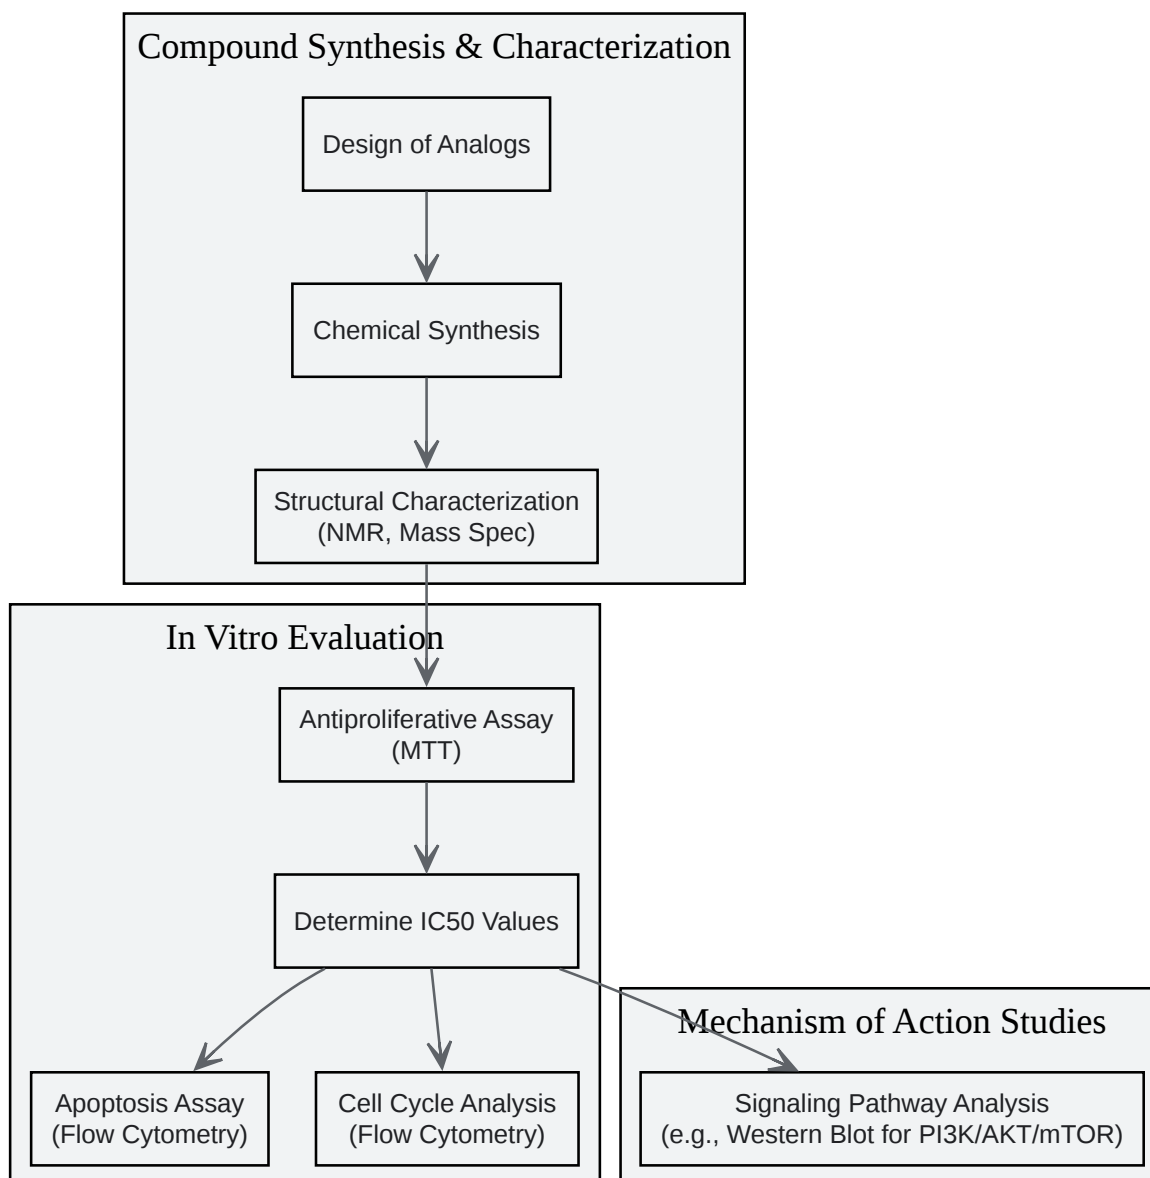 Compound Synthesis & Characterization
Design of Analogs
Chemical Synthesis
Structural Characterization
(NMR, Mass Spec)
In Vitro Evaluation
Antiproliferative Assay
(MTT)
Determine IC50 Values
Apoptosis Assay
(Flow Cytometry)
Cell Cycle Analysis
(Flow Cytometry)
Mechanism of Action Studies
Signaling Pathway Analysis
(e.g., Western Blot for PI3K/AKT/mTOR)